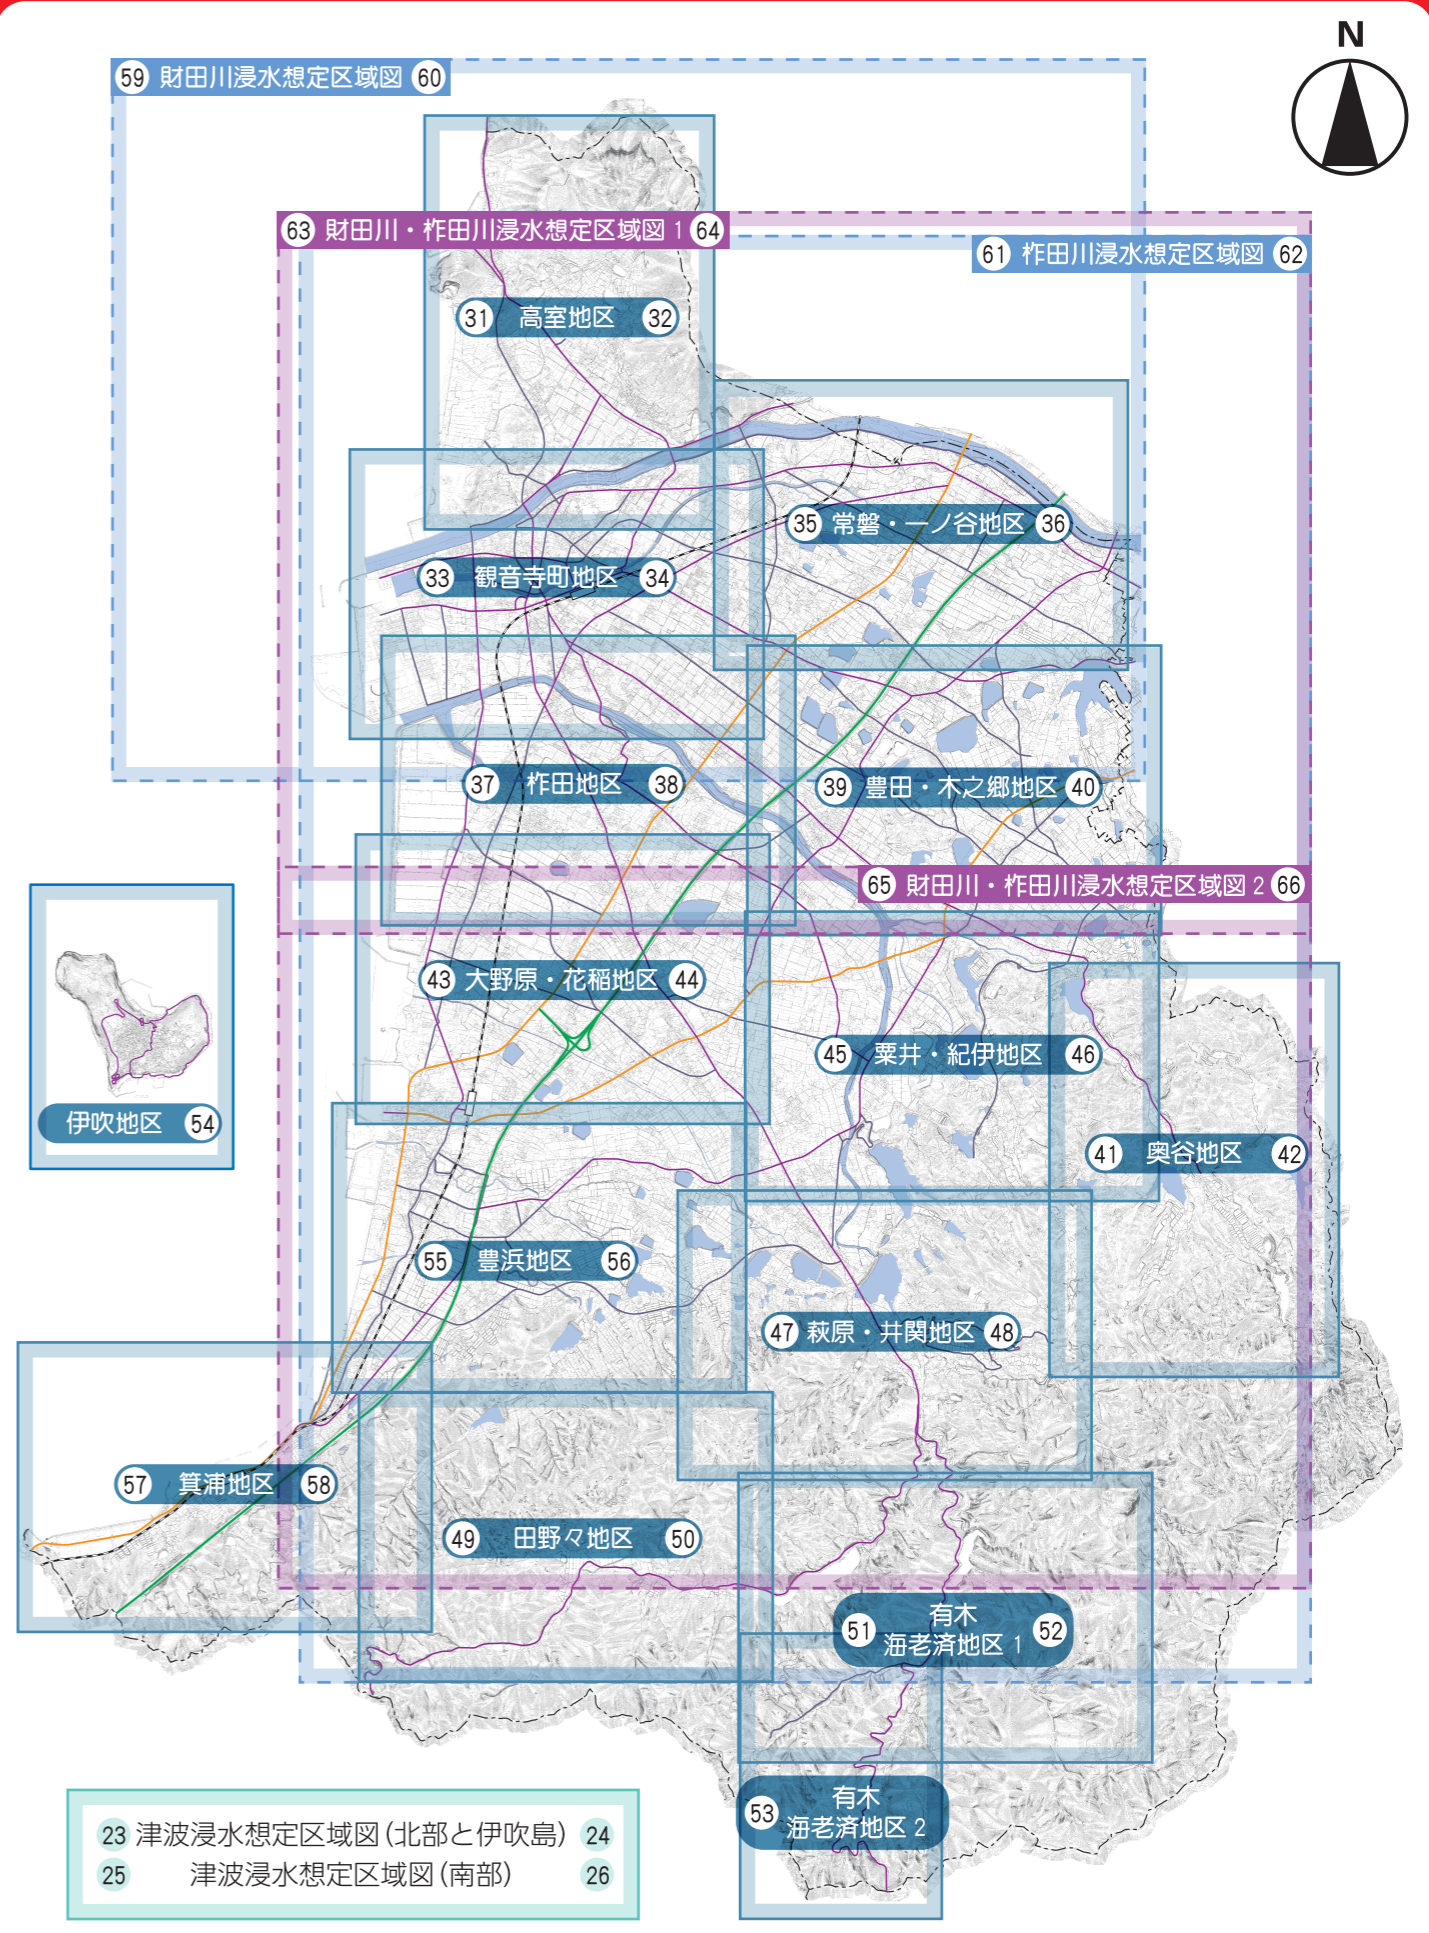 N
59 財田川浸水想定区域図 60
63 財田川・柞田川浸水想定区域図 1 64
61 柞田川浸水想定区域図 62
31 高室地区 32
35 常磐・一ノ谷地区 36
33 観音寺町地区 34
37 柞田地区 38
39 豊田・木之郷地区 40
65 財田川・柞田川浸水想定区域図 2 66
43 大野原・花稲地区 44
45 粟井・紀伊地区 46
伊吹地区 54
41 奥谷地区 42
55 豊浜地区 56
47 萩原・井関地区 48
57 箕浦地区 58
49 田野々地区 50
51 有木 52
海老済地区 1
53 有木
海老済地区 2
23 津波浸水想定区域図(北部と伊吹島) 24
25 津波浸水想定区域図(南部) 26